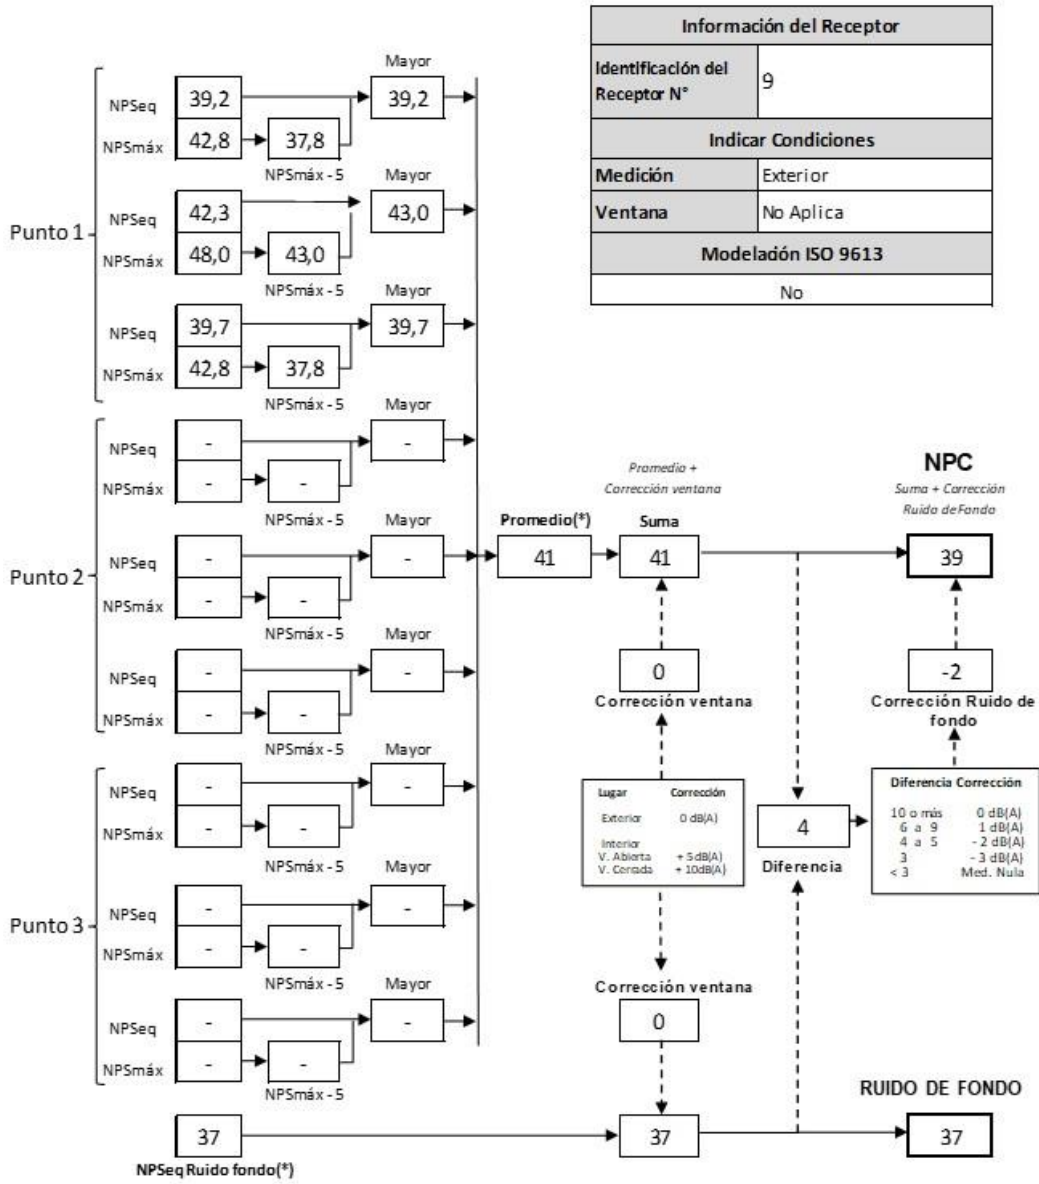 Información del Receptor
Identificación del
Receptor N°
9
Indicar Condiciones
Medición
Exterior
Ventana
No Aplica
Modelación ISO 9613
No
Punto 1
Mayor
NPSeq
39,2
39,2
NPSmáx
42,8
37,8
NPSmáx - 5
Mayor
NPSeq
42,3
43,0
NPSmáx
48,0
43,0
NPSmáx - 5
Mayor
NPSeq
39,7
39,7
NPSmáx
42,8
37,8
NPSmáx - 5
Punto 2
Mayor
NPSeq
-
-
NPSmáx
-
-
NPSmáx - 5
Mayor
NPSeq
-
-
NPSmáx
-
-
NPSmáx - 5
Mayor
NPSeq
-
-
NPSmáx
-
-
NPSmáx - 5
Punto 3
Mayor
NPSeq
-
-
NPSmáx
-
-
NPSmáx - 5
Mayor
NPSeq
-
-
NPSmáx
-
-
NPSmáx - 5
Mayor
NPSeq
-
-
NPSmáx
-
-
NPSmáx - 5
37
NPSeq Ruido fondo(*)
Promedio(*)
41
Promedio +
Corrección ventana
Suma
41
0
Corrección ventana
Lugar Corrección
Exterior 0 dB(A)
Interior
V. Abierta + 5dB(A)
V. Cerrada + 10dB(A)
Corrección ventana
0
37
4
Diferencia
NPC
Suma + Corrección
Ruido de Fondo
39
-2
Corrección Ruido de
fondo
Diferencia Corrección
10 o más 0 dB(A)
6 a 9 1 dB(A)
4 a 5 - 2 dB(A)
3 - 3 dB(A)
< 3 Med. Nula
RUIDO DE FONDO
37